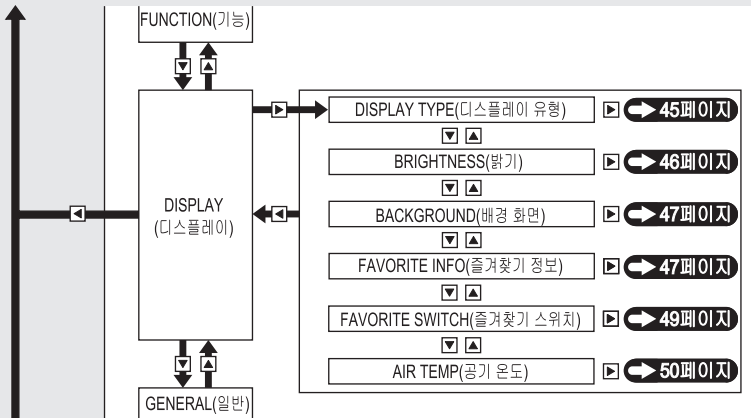 FUNCTION(기능)
DISPLAY TYPE(디스플레이 유형) 45페이지
BRIGHTNESS(밝기) 46페이지
DISPLAY
(디스플레이)
BACKGROUND(배경 화면) 47페이지
FAVORITE INFO(즐겨찾기 정보) 47페이지
FAVORITE SWITCH(즐겨찾기 스위치) 49페이지
AIR TEMP(공기 온도) 50페이지
GENERAL(일반)